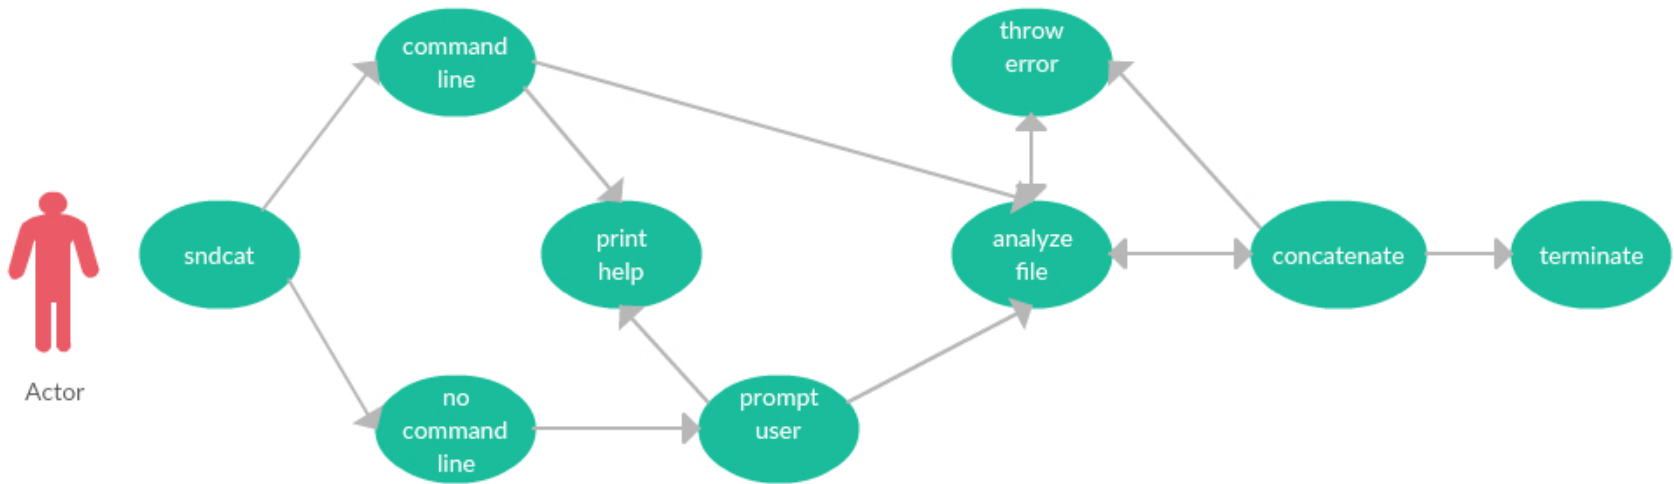 command
line
throw
error
sndcat
print
help
analyze
file
concatenate
terminate
Actor
no
command
line
prompt
user